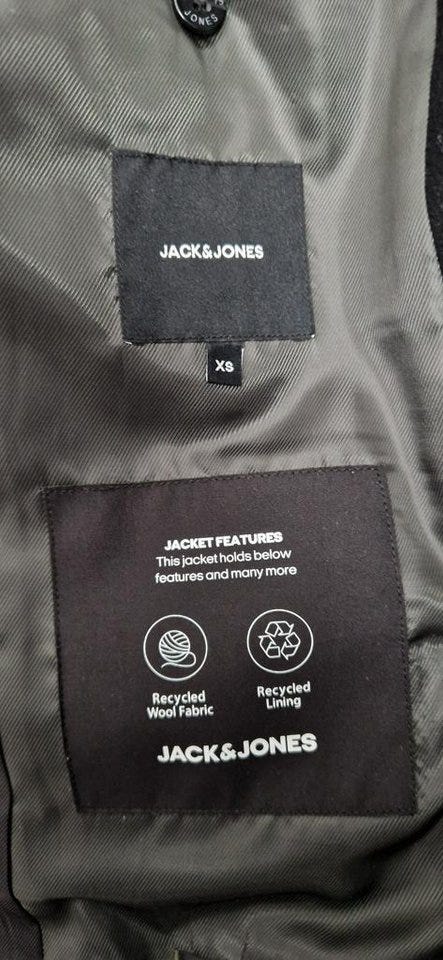 JONES
JACK&JONES
XS
JACKET FEATURES
This jacket holds below
features and many more
Recycled
Wool Fabric
Recycled
Lining
JACK&JONES